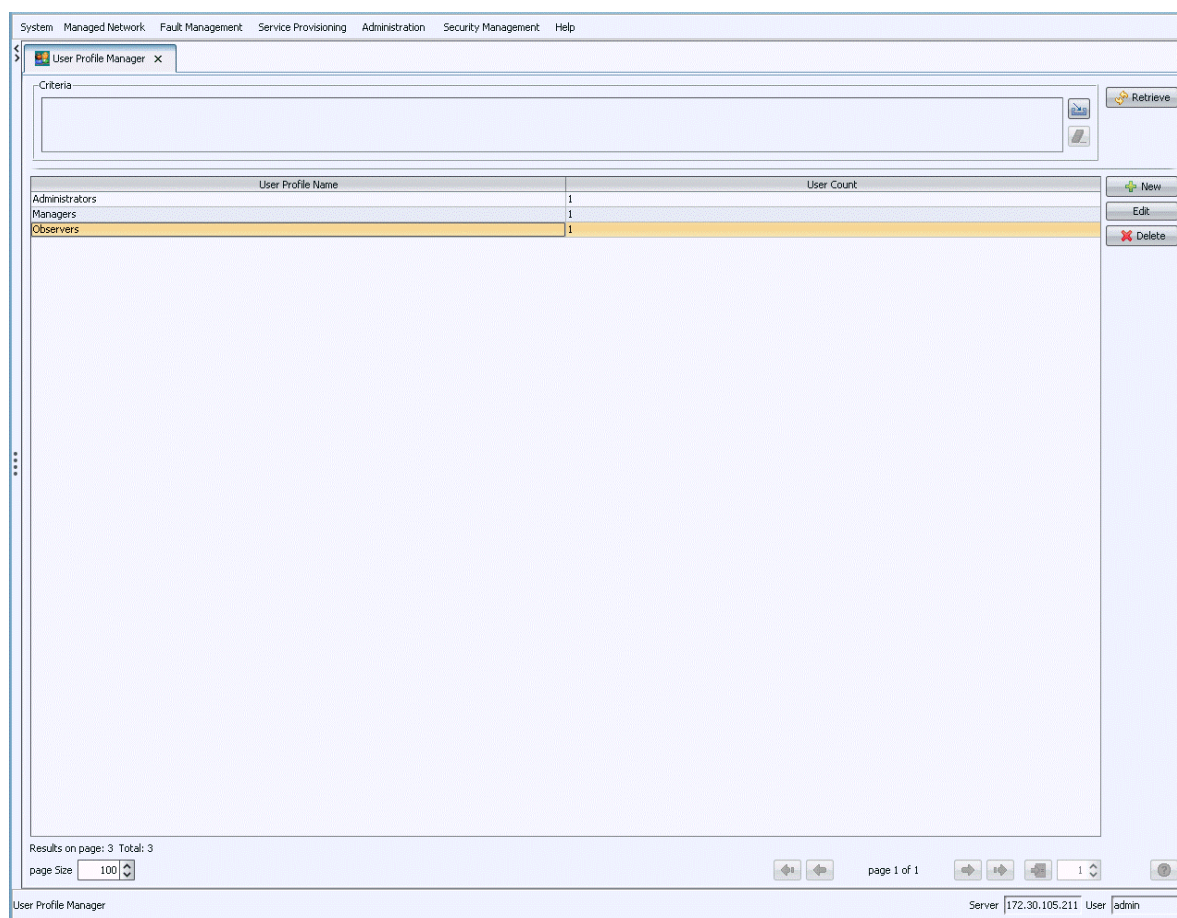 System Managed Network Fault Management Service Provisioning Administration Security Management Help
User Profile Manager
Criteria
Retrieve
User Profile Name User Count
New
Administrators 1
Managers 1
Edit
Observers 1
Delete
Results on page: 3 Total: 3
page Size 100
page 1 of 1
1
User Profile Manager
Server 172.30.105.211 User admin